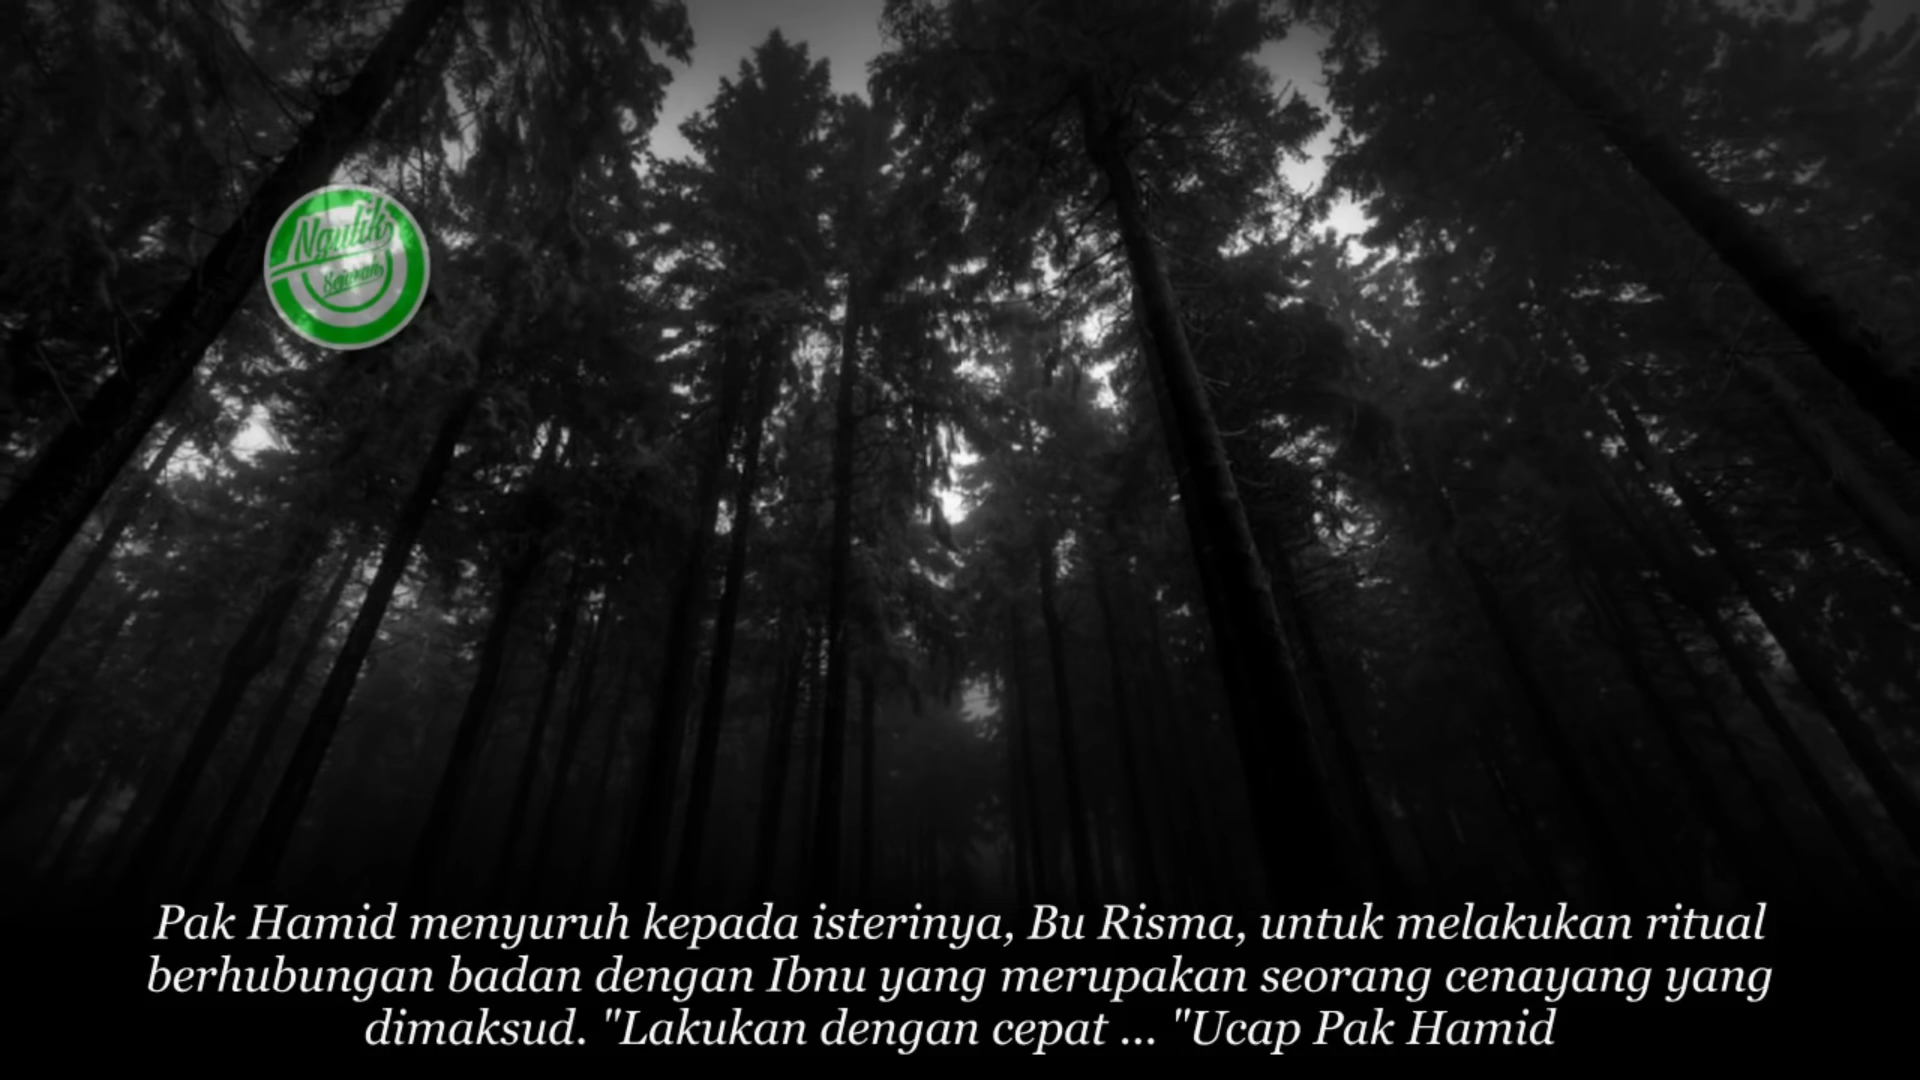 Ngulik
Sejarah
Pak Hamid menyuruh kepada isterinya, Bu Risma, untuk melakukan ritual
berhubungan badan dengan Ibnu yang merupakan seorang cenayang yang
dimaksud. "Lakukan dengan cepat ... "Ucap Pak Hamid